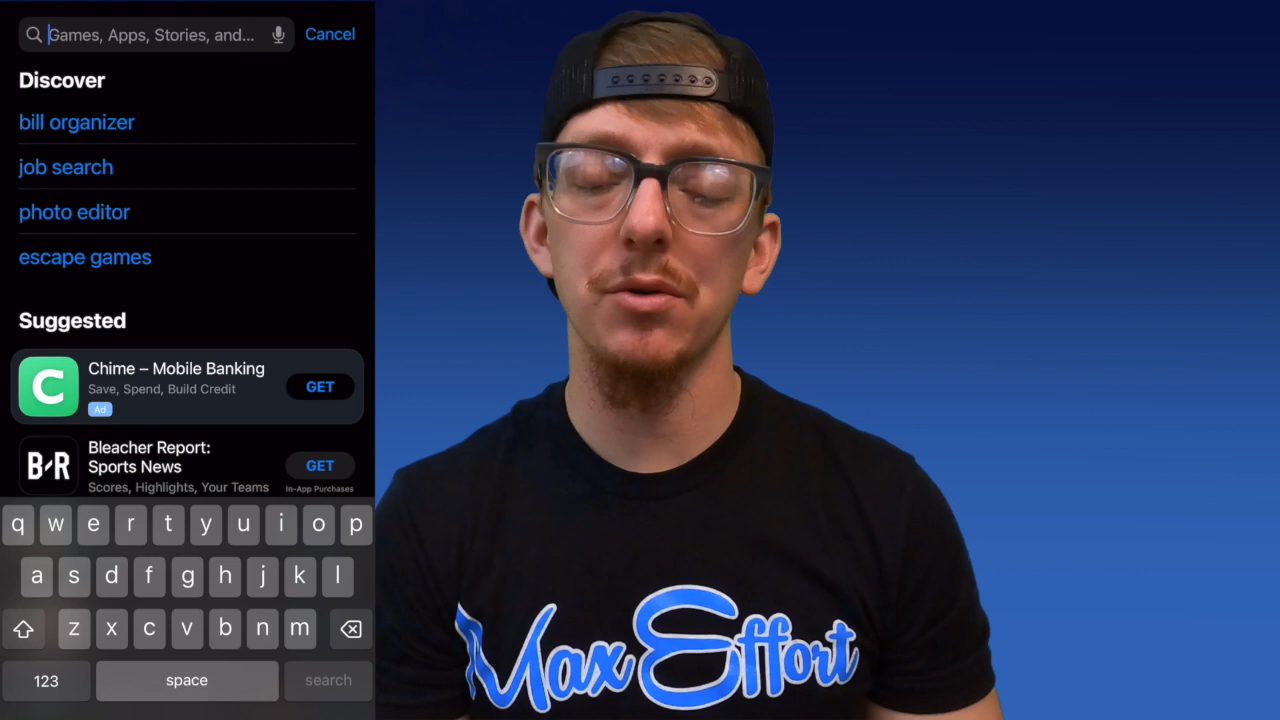 Games, Apps, Stories, and...
Cancel
Discover
bill organizer
job search
photo editor
escape games
Suggested
Chime – Mobile Banking
Save, Spend, Build Credit
Ad
GET
C
Bleacher Report:
Sports News
Scores, Highlights, Your Teams
GET
In-App Purchases
B/R
q w e r t y u i o p
a s d f g h j k l
z x c v b n m
123
space
search
Max Effort